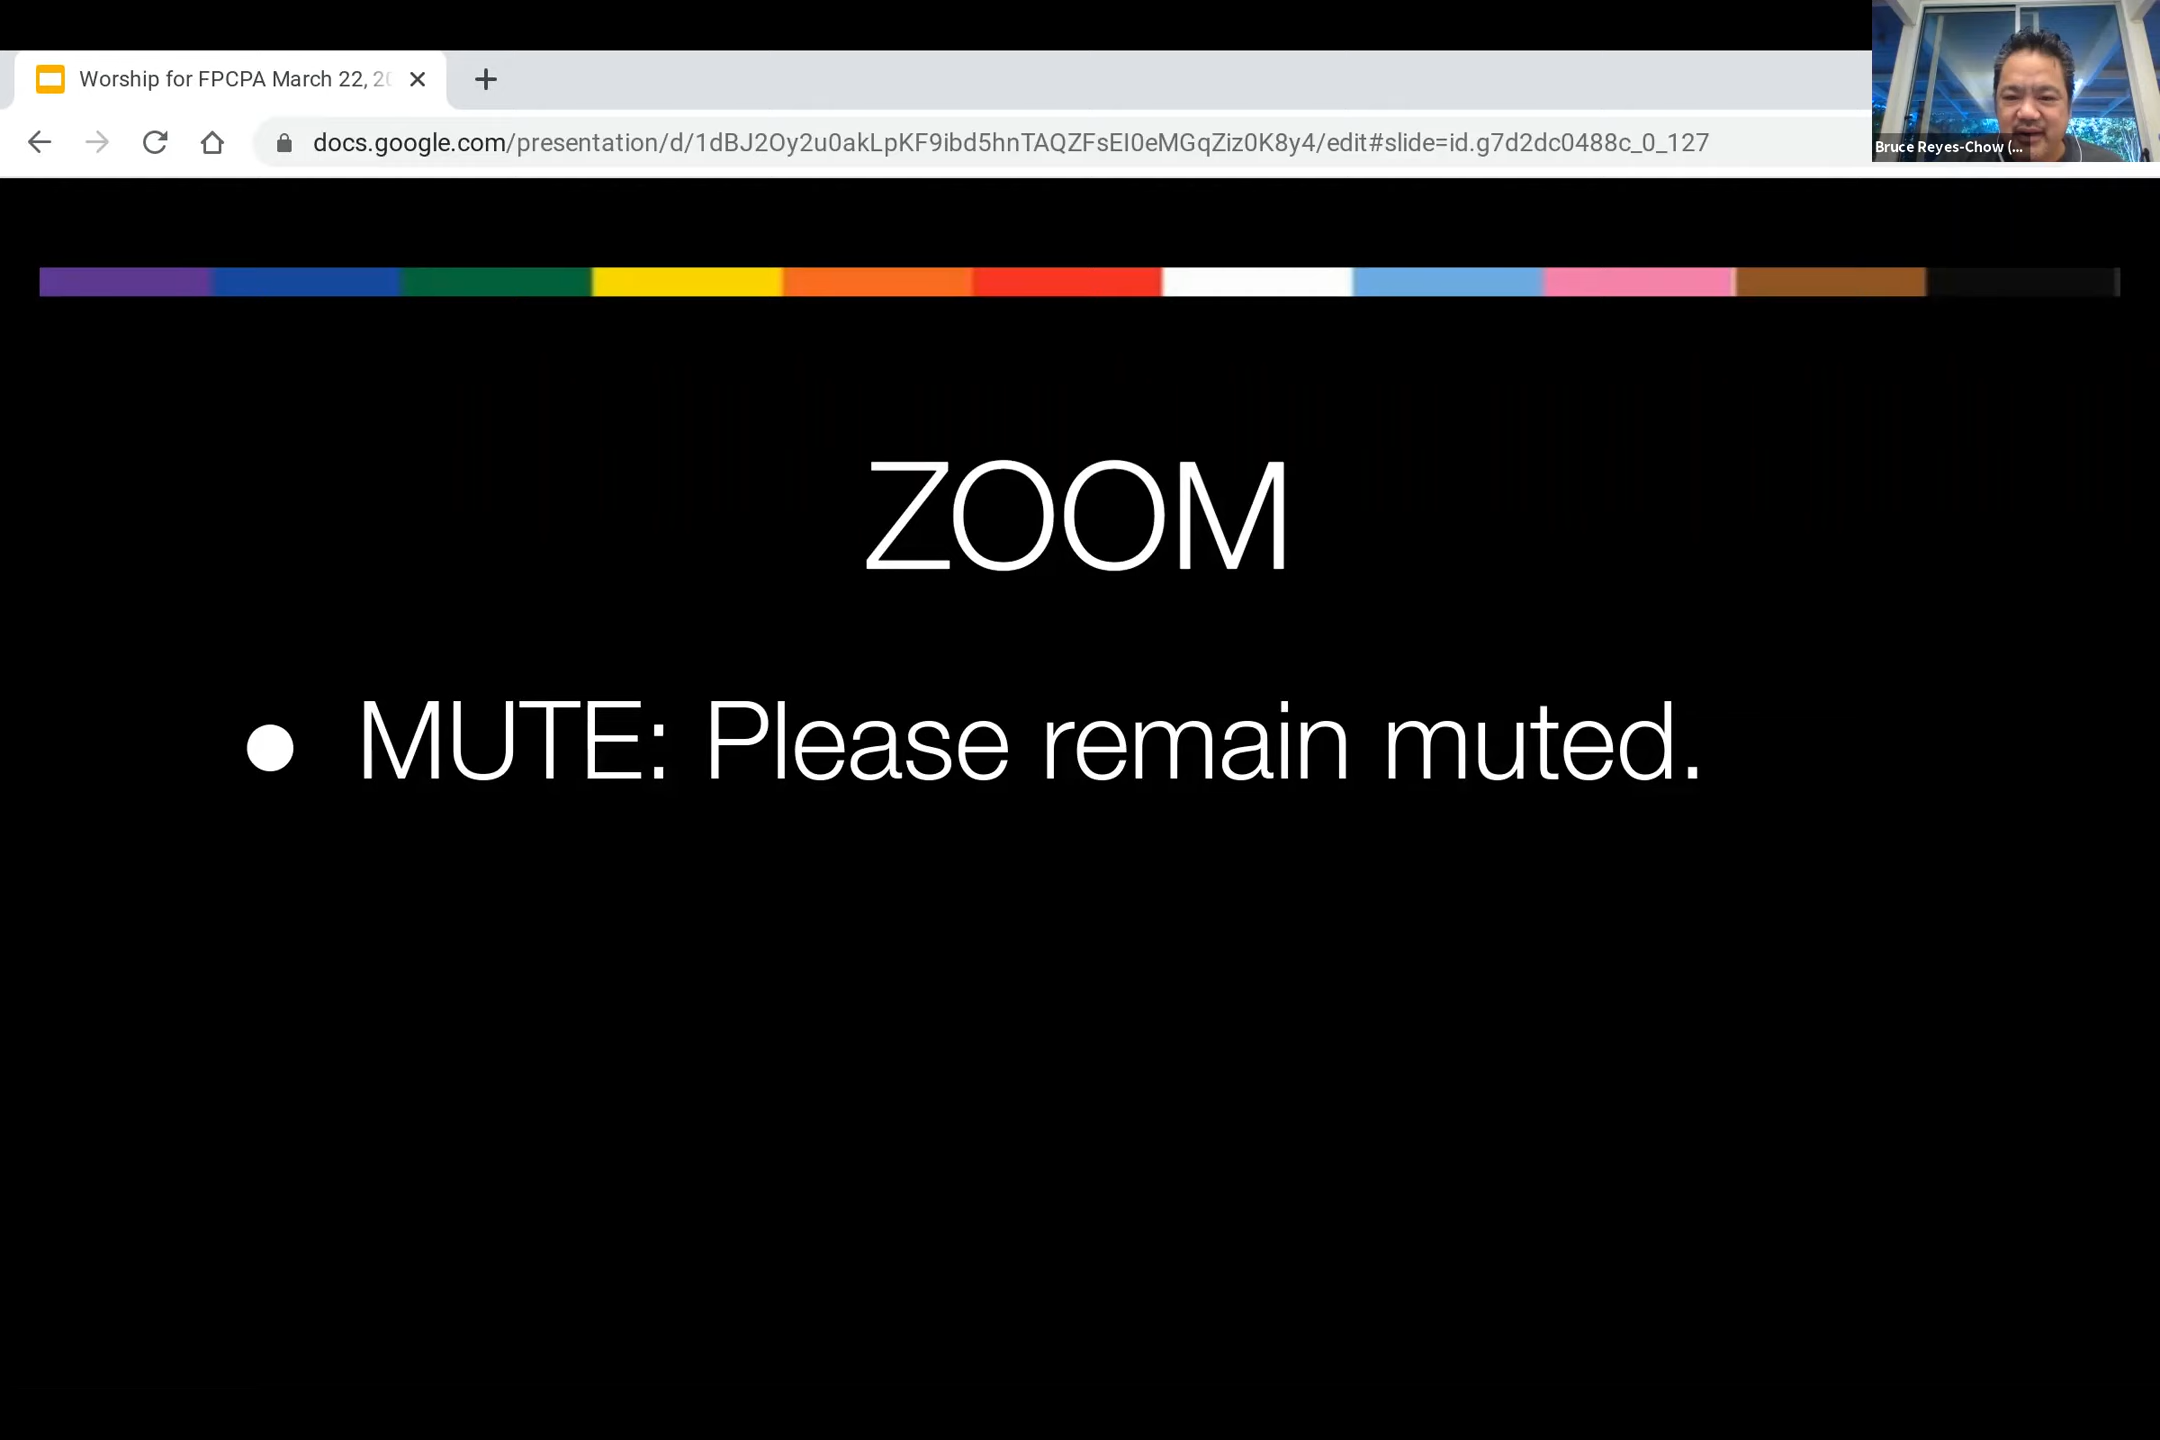 Worship for FPCPA March 22, 20
docs.google.com/presentation/d/1dBJ2Oy2u0akLpKF9ibd5hnTAQZFsEI0eMGqZiz0K8y4/edit#slide=id.g7d2dc0488c_0_127
Bruce Reyes-Chow (...
ZOOM
● MUTE: Please remain muted.